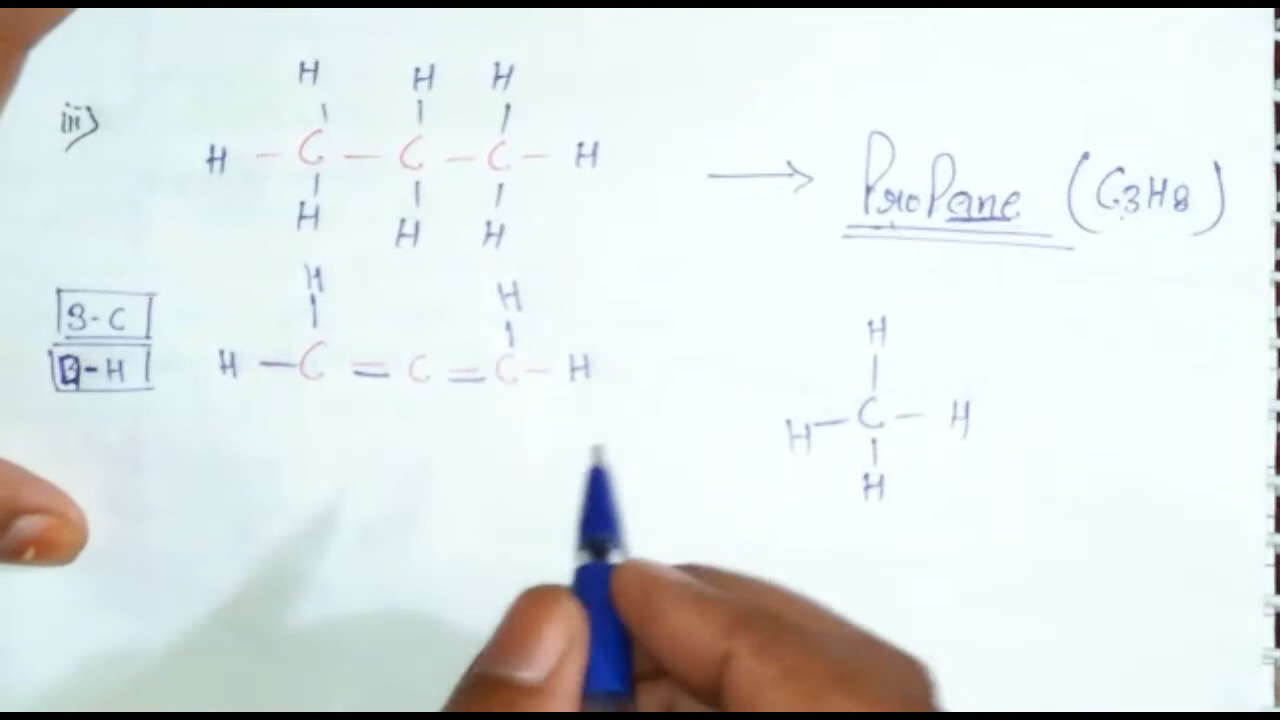 iii)
H H H
H - C - C - C - H
H H H
→ Propane (C3H8)
H H
3-C
H - C = C = C - H
-H
H
H - C - H
H